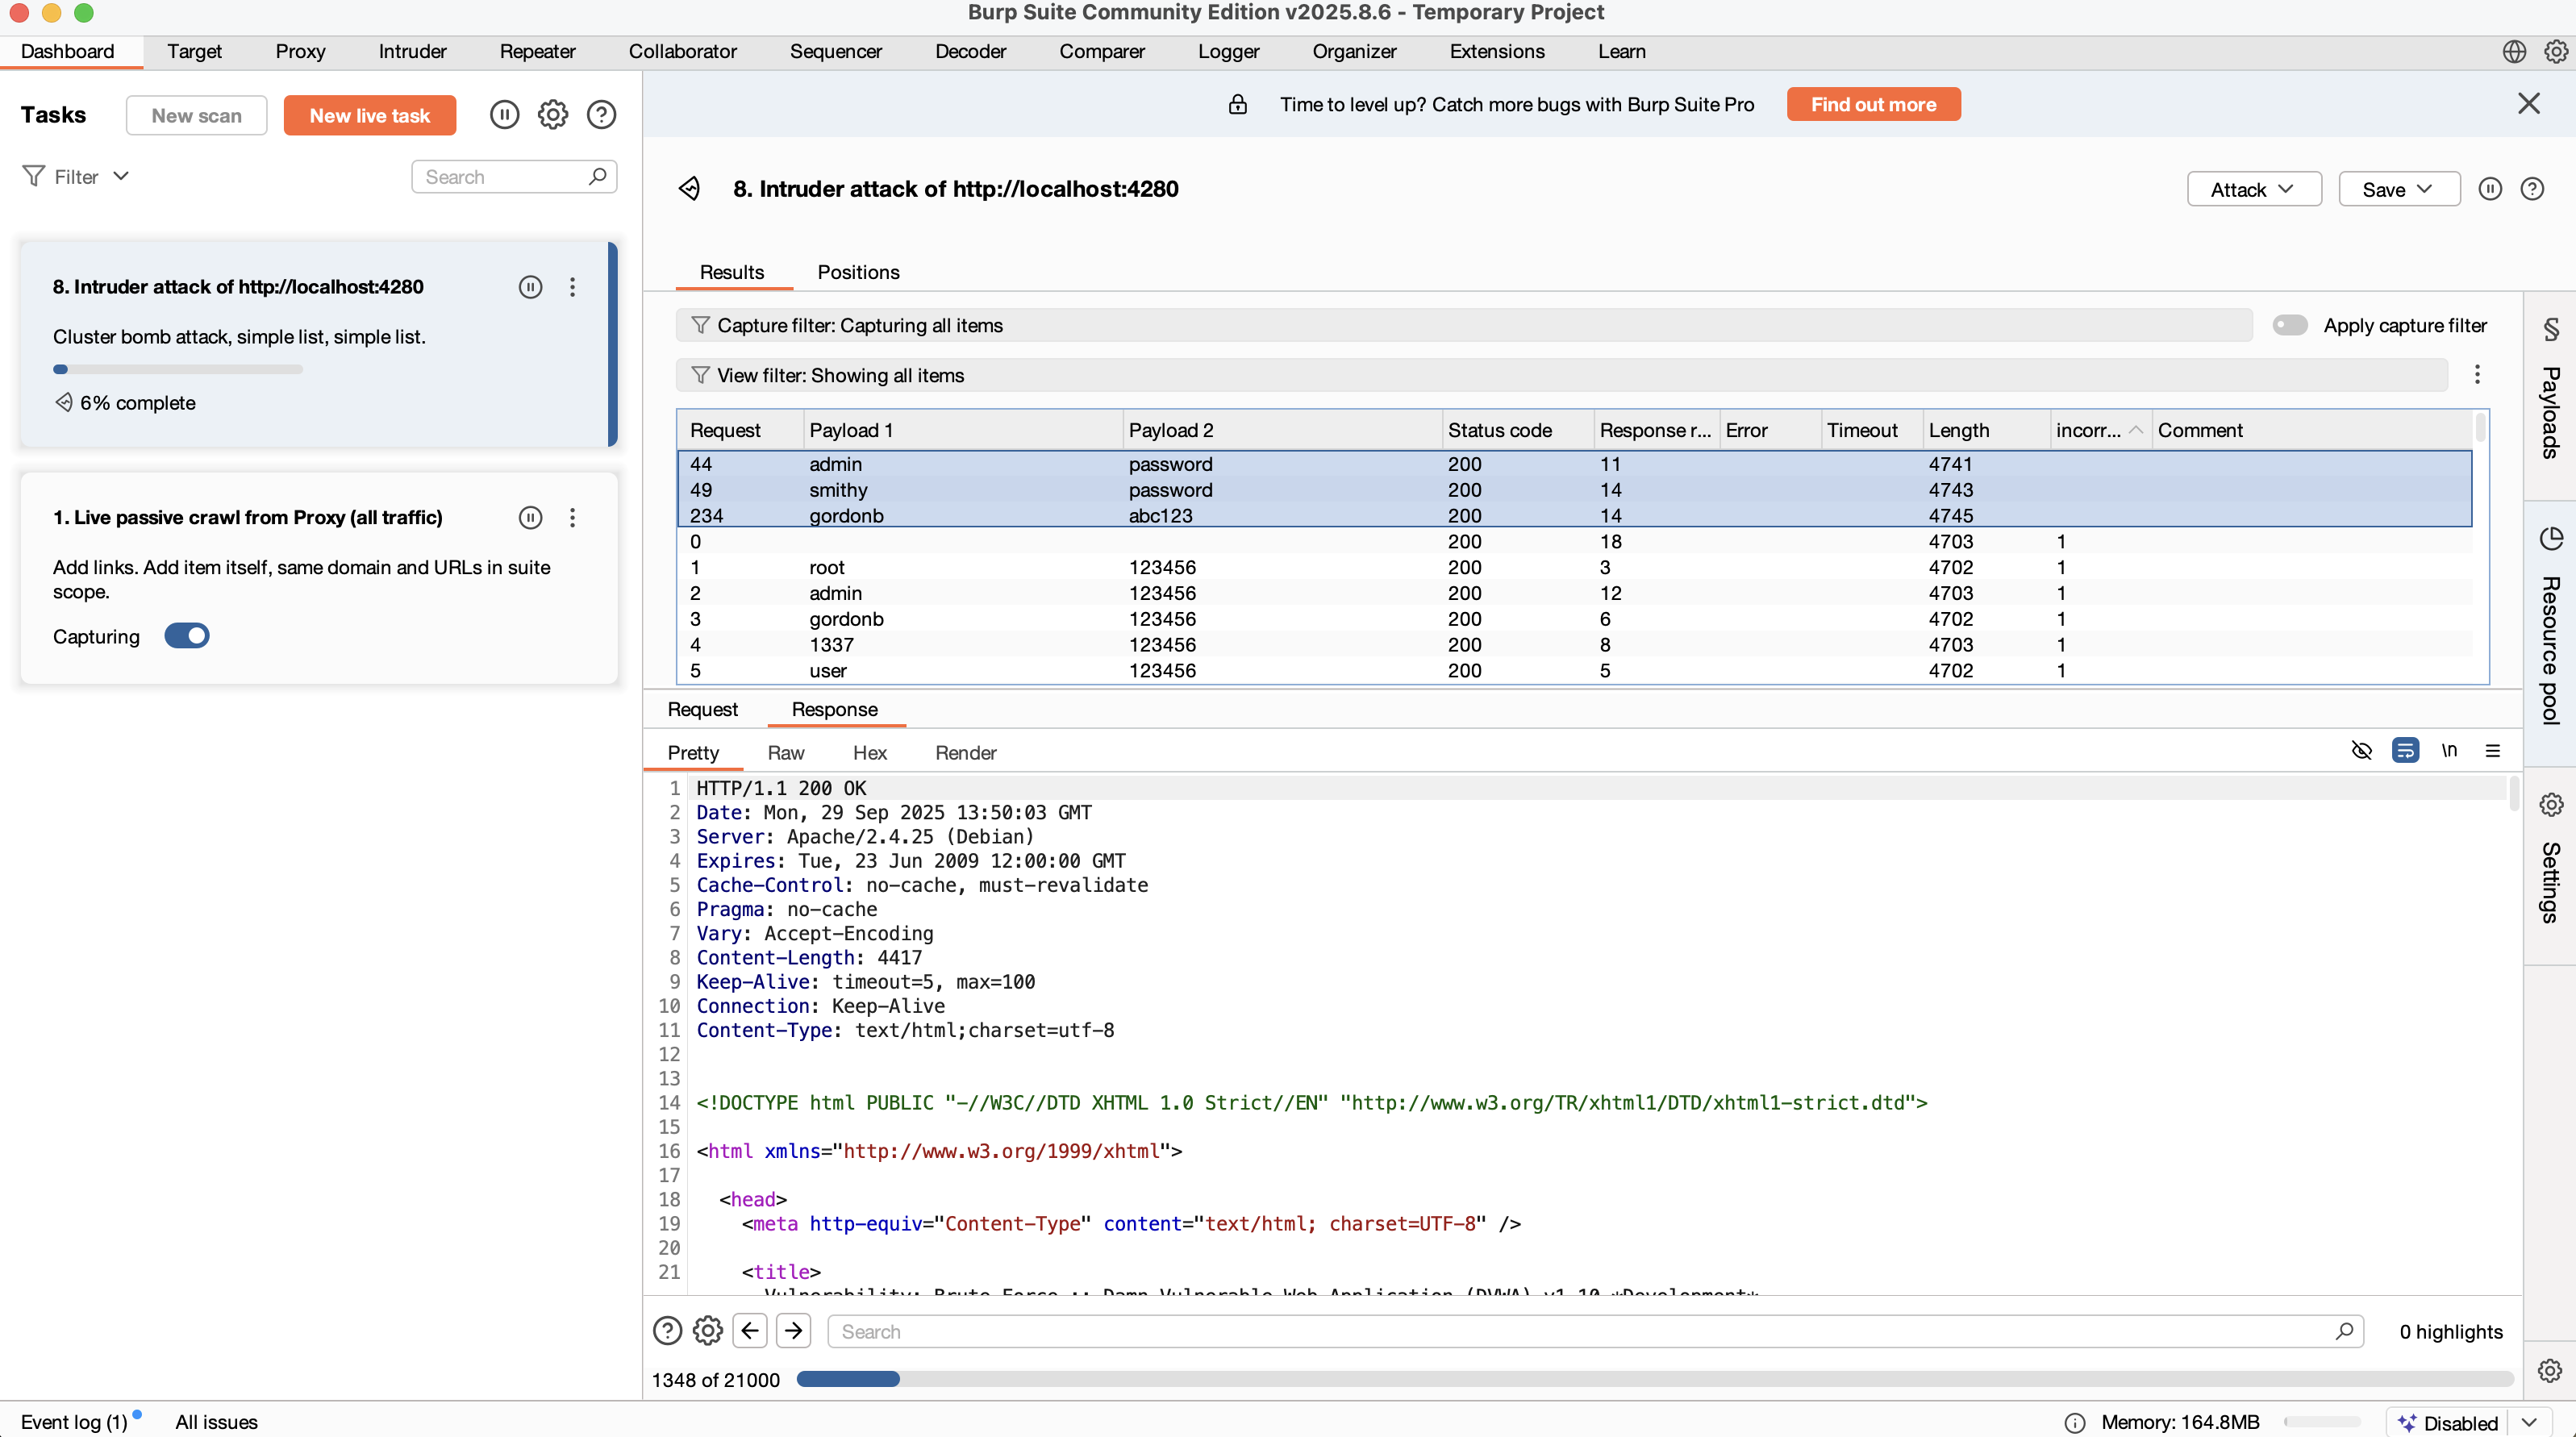 Burp Suite Community Edition v2025.8.6 - Temporary Project
Dashboard Target Proxy Intruder Repeater Collaborator Sequencer Decoder Comparer Logger Organizer Extensions Learn
Tasks New scan New live task
Filter Search
8. Intruder attack of http://localhost:4280
Cluster bomb attack, simple list, simple list.
6% complete
1. Live passive crawl from Proxy (all traffic)
Add links. Add item itself, same domain and URLs in suite
scope.
Capturing
Time to level up? Catch more bugs with Burp Suite Pro Find out more
8. Intruder attack of http://localhost:4280 Attack Save
Results Positions
Capture filter: Capturing all items Apply capture filter
View filter: Showing all items
Request Payload 1 Payload 2 Status code Response r... Error Timeout Length incorr... Comment
44 admin password 200 11 4741
49 smithy password 200 14 4743
234 gordonb abc123 200 14 4745
0 200 18 4703 1
1 root 123456 200 3 4702 1
2 admin 123456 200 12 4703 1
3 gordonb 123456 200 6 4702 1
4 1337 123456 200 8 4703 1
5 user 123456 200 5 4702 1
Request Response
Pretty Raw Hex Render \n
1 HTTP/1.1 200 OK
2 Date: Mon, 29 Sep 2025 13:50:03 GMT
3 Server: Apache/2.4.25 (Debian)
4 Expires: Tue, 23 Jun 2009 12:00:00 GMT
5 Cache-Control: no-cache, must-revalidate
6 Pragma: no-cache
7 Vary: Accept-Encoding
8 Content-Length: 4417
9 Keep-Alive: timeout=5, max=100
10 Connection: Keep-Alive
11 Content-Type: text/html;charset=utf-8
12
13
14 <!DOCTYPE html PUBLIC "-//W3C//DTD XHTML 1.0 Strict//EN" "http://www.w3.org/TR/xhtml1/DTD/xhtml1-strict.dtd">
15
16 <html xmlns="http://www.w3.org/1999/xhtml">
17
18 <head>
19 <meta http-equiv="Content-Type" content="text/html; charset=UTF-8" />
20
21 <title>
Vulnerability: Brute Force :: Damn Vulnerable Web Application (DVWA) v1.10 *Development*
Search 0 highlights
1348 of 21000
§ Payloads
Resource pool
Settings
Event log (1) All issues Memory: 164.8MB Disabled